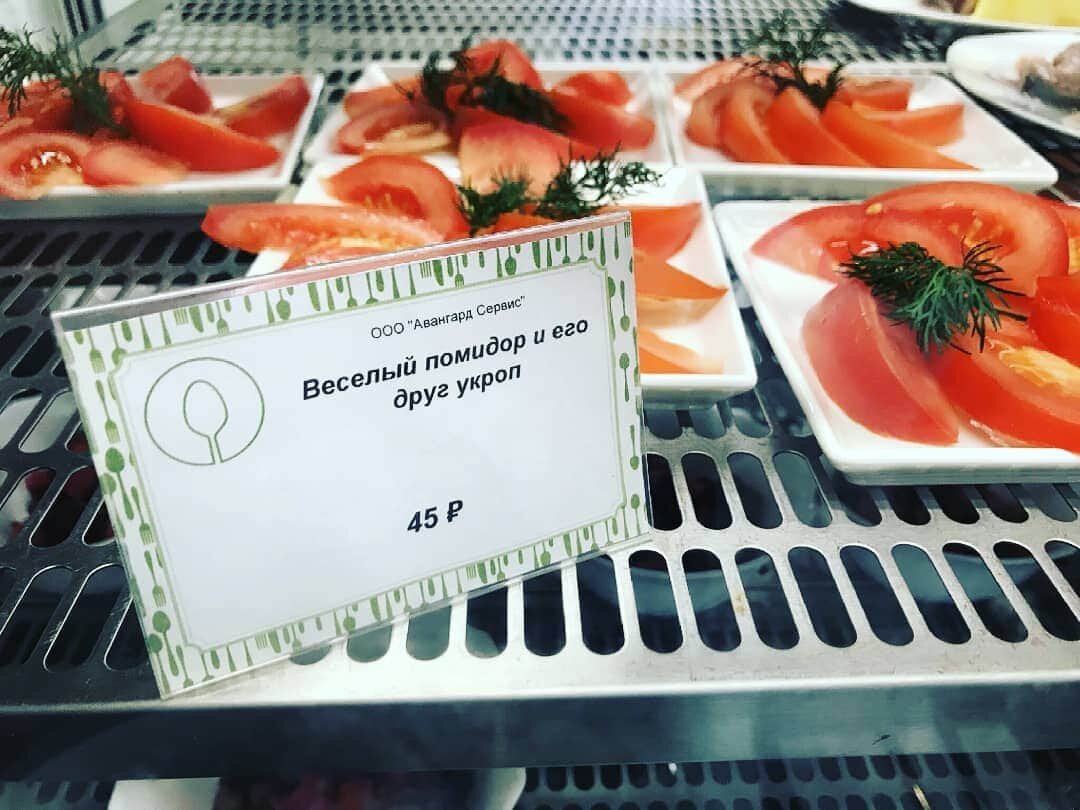 ООО "Авангард Сервис"
Веселый помидор и его
друг укроп
45 ₽